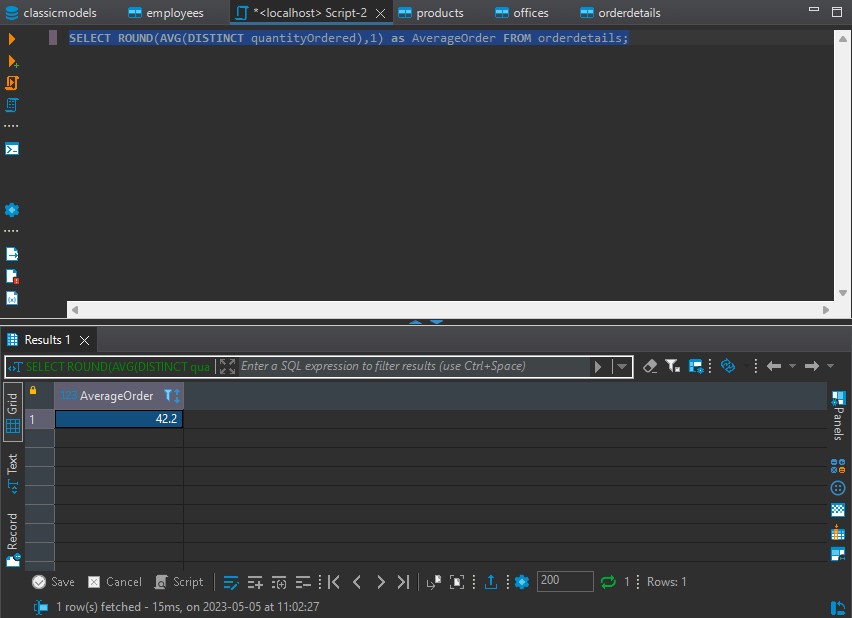 classicmodels employees *<localhost> Script-2 products offices orderdetails
SELECT ROUND(AVG(DISTINCT quantityOrdered),1) as AverageOrder FROM orderdetails;
Results 1
SELECT ROUND(AVG(DISTINCT qua Enter a SQL expression to filter results (use Ctrl+Space)
Grid
Text
Record
123 AverageOrder
1 42.2
Panels
Save Cancel Script 200 1 Rows: 1
1 row(s) fetched - 15ms, on 2023-05-05 at 11:02:27